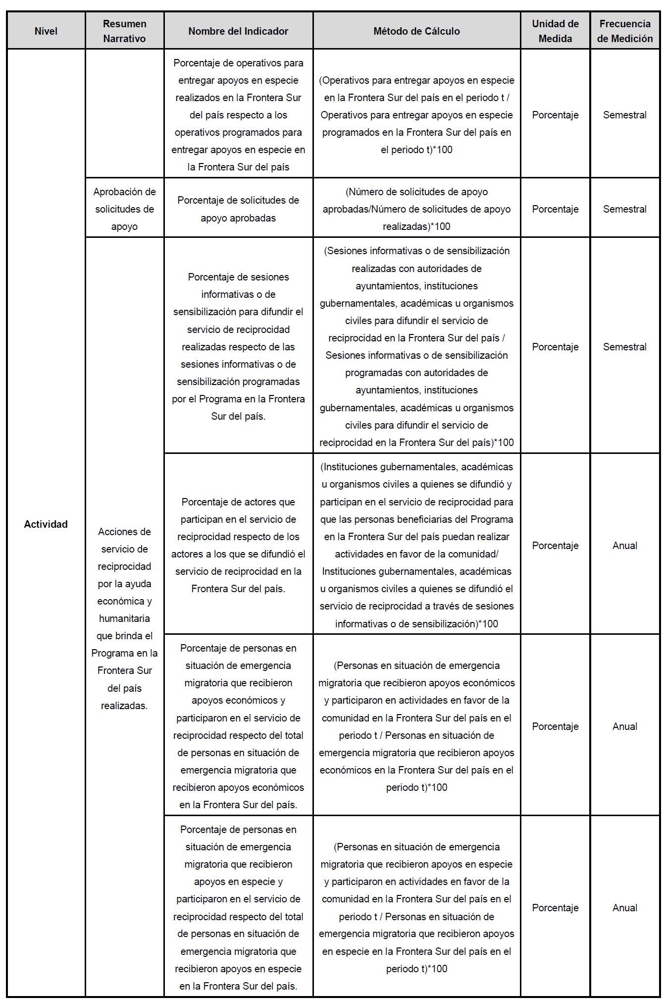 Nivel
Resumen
Narrativo
Nombre del Indicador
Método de Cálculo
Unidad de
Medida
Frecuencia
de Medición
Actividad
Porcentaje de operativos para
entregar apoyos en especie
realizados en la Frontera Sur
del país respecto a los
operativos programados para
entregar apoyos en especie en
la Frontera Sur del país
(Operativos para entregar apoyos en especie
en la Frontera Sur del país en el periodo t /
Operativos para entregar apoyos en especie
programados en la Frontera Sur del país en
el periodo t)*100
Porcentaje
Semestral
Aprobación de
solicitudes de
apoyo
Porcentaje de solicitudes de
apoyo aprobadas
(Número de solicitudes de apoyo
aprobadas/Número de solicitudes de apoyo
realizadas)*100
Porcentaje
Semestral
Acciones de
servicio de
reciprocidad
por la ayuda
económica y
humanitaria
que brinda el
Programa en la
Frontera Sur
del país
realizadas.
Porcentaje de sesiones
informativas o de
sensibilización para difundir el
servicio de reciprocidad
realizadas respecto de las
sesiones informativas o de
sensibilización programadas
por el Programa en la Frontera
Sur del país.
(Sesiones informativas o de sensibilización
realizadas con autoridades de
ayuntamientos, instituciones
gubernamentales, académicas u organismos
civiles para difundir el servicio de
reciprocidad en la Frontera Sur del país /
Sesiones informativas o de sensibilización
programadas con autoridades de
ayuntamientos, instituciones
gubernamentales, académicas u organismos
civiles para difundir el servicio de
reciprocidad en la Frontera Sur del país)*100
Porcentaje
Semestral
Porcentaje de actores que
participan en el servicio de
reciprocidad respecto de los
actores a los que se difundió el
servicio de reciprocidad en la
Frontera Sur del país.
(Instituciones gubernamentales, académicas
u organismos civiles a quienes se difundió y
participan en el servicio de reciprocidad para
que las personas beneficiarias del Programa
en la Frontera Sur del país puedan realizar
actividades en favor de la comunidad/
Instituciones gubernamentales, académicas
u organismos civiles a quienes se difundió el
servicio de reciprocidad a través de sesiones
informativas o de sensibilización)*100
Porcentaje
Anual
Porcentaje de personas en
situación de emergencia
migratoria que recibieron
apoyos económicos y
participaron en el servicio de
reciprocidad respecto del total
de personas en situación de
emergencia migratoria que
recibieron apoyos económicos
en la Frontera Sur del país.
(Personas en situación de emergencia
migratoria que recibieron apoyos económicos
y participaron en actividades en favor de la
comunidad en la Frontera Sur del país en el
periodo t / Personas en situación de
emergencia migratoria que recibieron apoyos
económicos en la Frontera Sur del país en el
periodo t)*100
Porcentaje
Anual
Porcentaje de personas en
situación de emergencia
migratoria que recibieron
apoyos en especie y
participaron en el servicio de
reciprocidad respecto del total
de personas en situación de
emergencia migratoria que
recibieron apoyos en especie
en la Frontera Sur del país.
(Personas en situación de emergencia
migratoria que recibieron apoyos en especie
y participaron en actividades en favor de la
comunidad en la Frontera Sur del país en el
periodo t / Personas en situación de
emergencia migratoria que recibieron apoyos
en especie en la Frontera Sur del país en el
periodo t)*100
Porcentaje
Anual